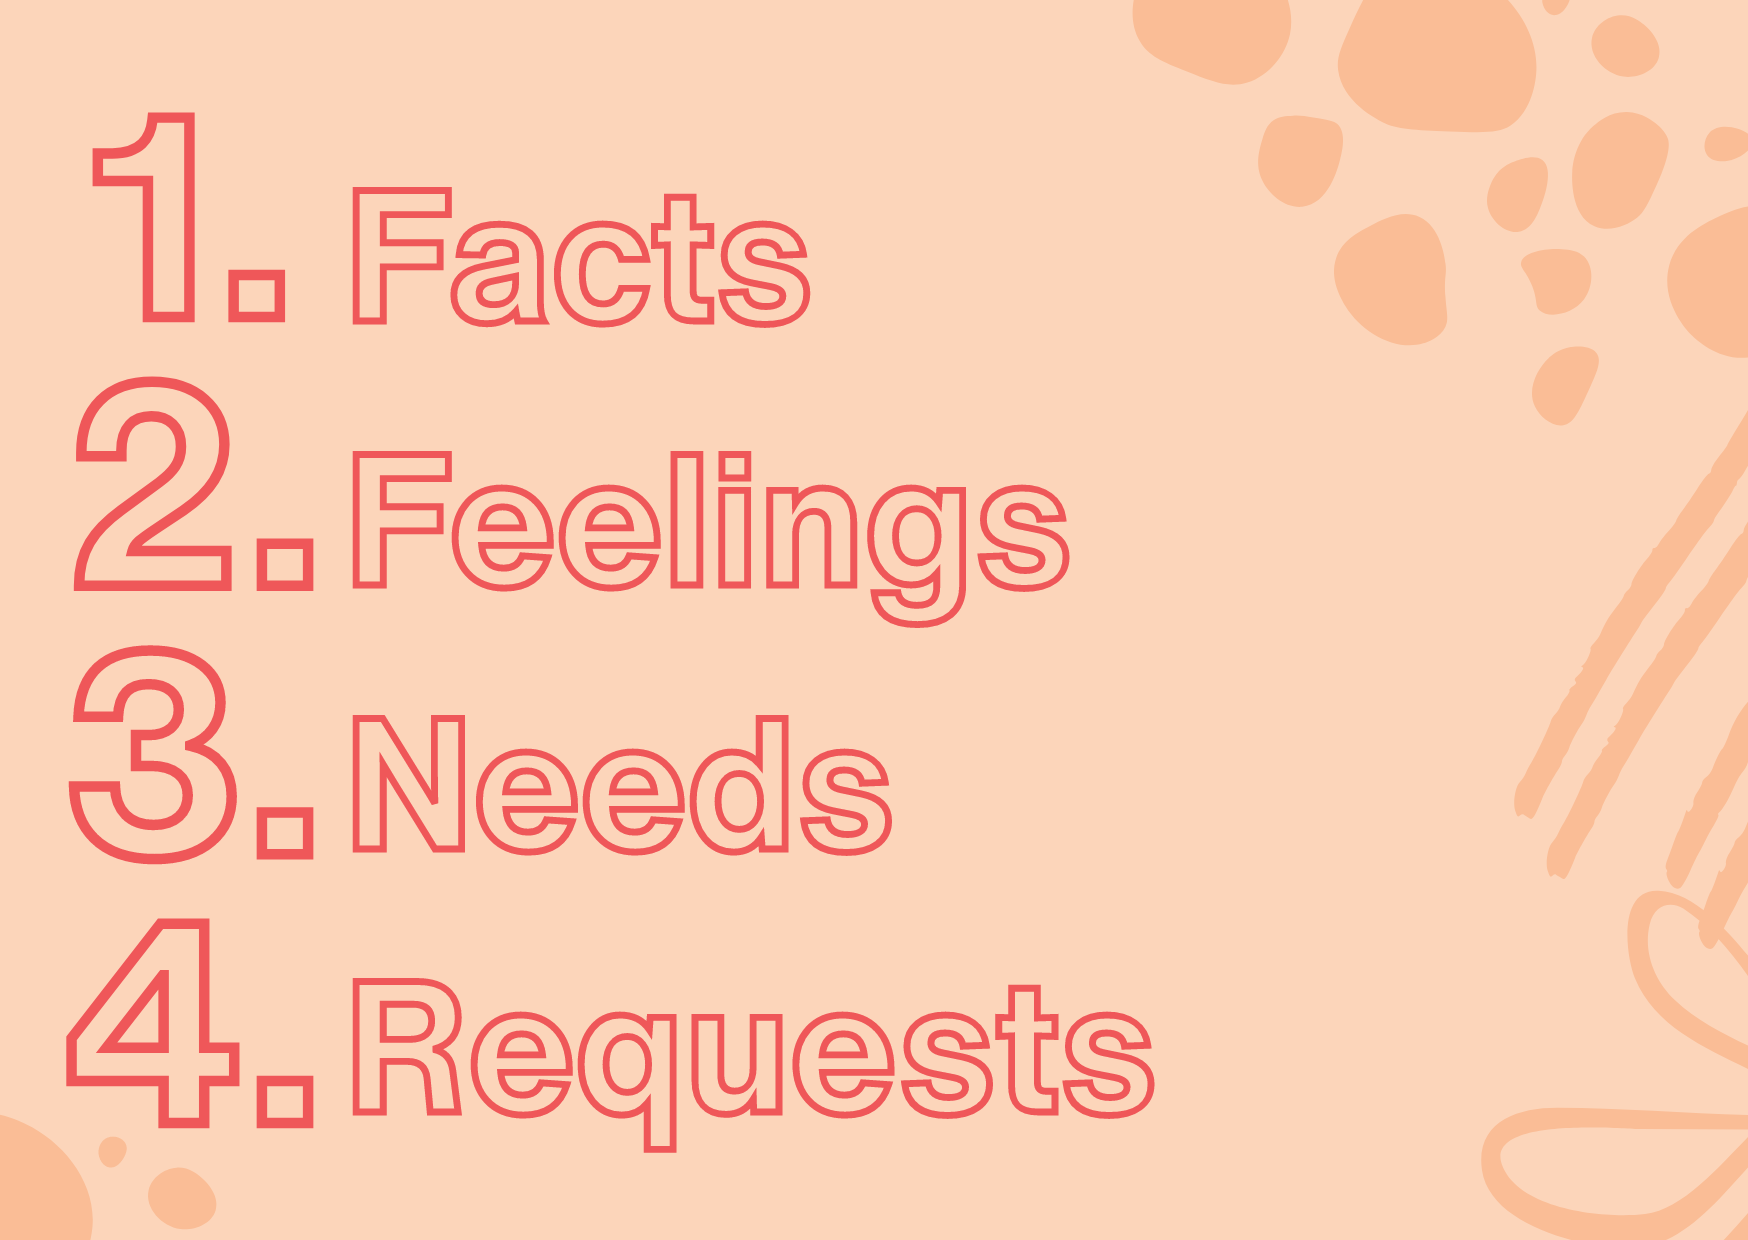 1. Facts
2. Feelings
3. Needs
4. Requests